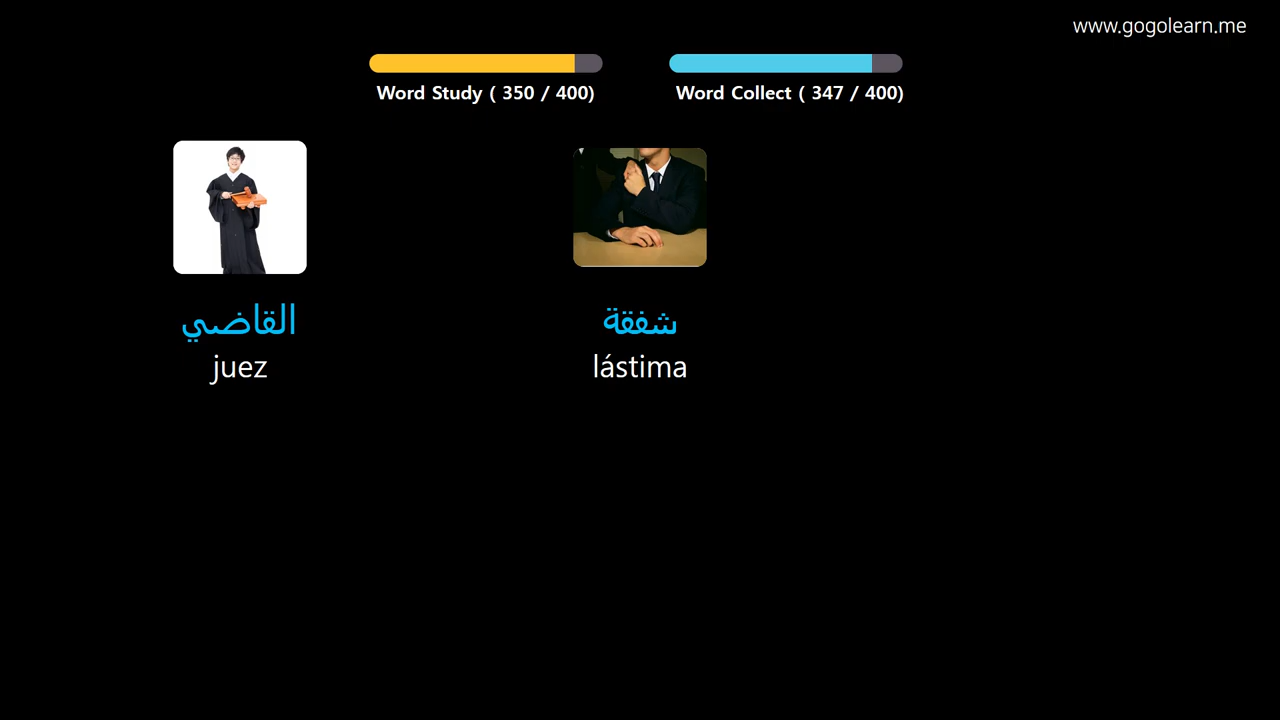 www.gogolearn.me
Word Study ( 350 / 400)
Word Collect ( 347 / 400)
القاضي
juez
شفقة
lástima